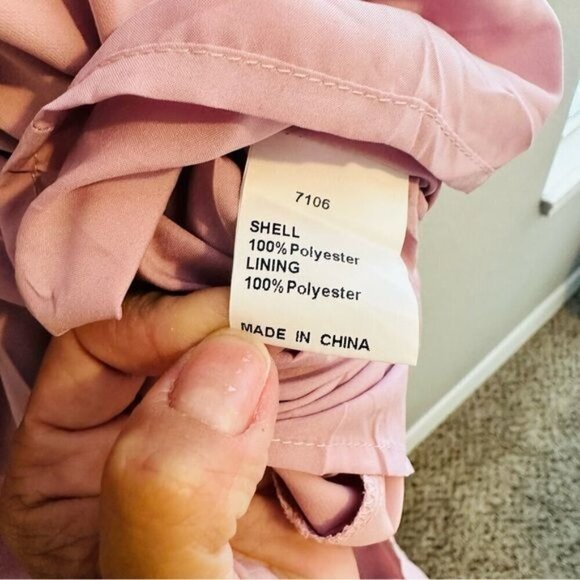 7106
SHELL
100% Polyester
LINING
100% Polyester
MADE IN CHINA